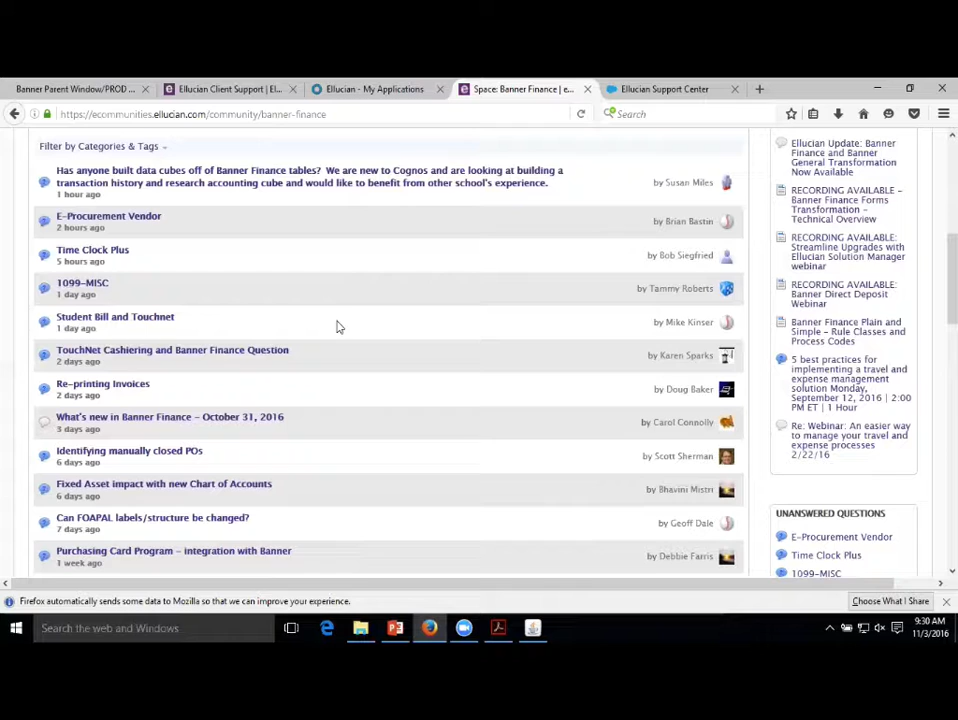 Banner Parent Window/PROD ...
Ellucian Client Support | El...
Ellucian - My Applications
Space: Banner Finance | e...
Ellucian Support Center
https://ecommunities.ellucian.com/community/banner-finance
Search
Filter by Categories & Tags
Has anyone built data cubes off of Banner Finance tables? We are new to Cognos and are looking at building a
transaction history and research accounting cube and would like to benefit from other school's experience.
1 hour ago
by Susan Miles
E-Procurement Vendor
2 hours ago
by Brian Bastin
Time Clock Plus
5 hours ago
by Bob Siegfried
1099-MISC
1 day ago
by Tammy Roberts
Student Bill and Touchnet
1 day ago
by Mike Kinser
TouchNet Cashiering and Banner Finance Question
2 days ago
by Karen Sparks
Re-printing Invoices
2 days ago
by Doug Baker
What's new in Banner Finance - October 31, 2016
3 days ago
by Carol Connolly
Identifying manually closed POs
6 days ago
by Scott Sherman
Fixed Asset impact with new Chart of Accounts
6 days ago
by Bhavini Mistri
Can FOAPAL labels/structure be changed?
7 days ago
by Geoff Dale
Purchasing Card Program - integration with Banner
1 week ago
by Debbie Farris
Ellucian Update: Banner
Finance and Banner
General Transformation
Now Available
RECORDING AVAILABLE -
Banner Finance Forms
Transformation -
Technical Overview
RECORDING AVAILABLE:
Streamline Upgrades with
Ellucian Solution Manager
webinar
RECORDING AVAILABLE:
Banner Direct Deposit
Webinar
Banner Finance Plain and
Simple - Rule Classes and
Process Codes
5 best practices for
implementing a travel and
expense management
solution Monday,
September 12, 2016 | 2:00
PM ET | 1 Hour
Re: Webinar: An easier way
to manage your travel and
expense processes
2/22/16
UNANSWERED QUESTIONS
E-Procurement Vendor
Time Clock Plus
1099-MISC
Firefox automatically sends some data to Mozilla so that we can improve your experience.
Choose What I Share
Search the web and Windows
9:30 AM
11/3/2016